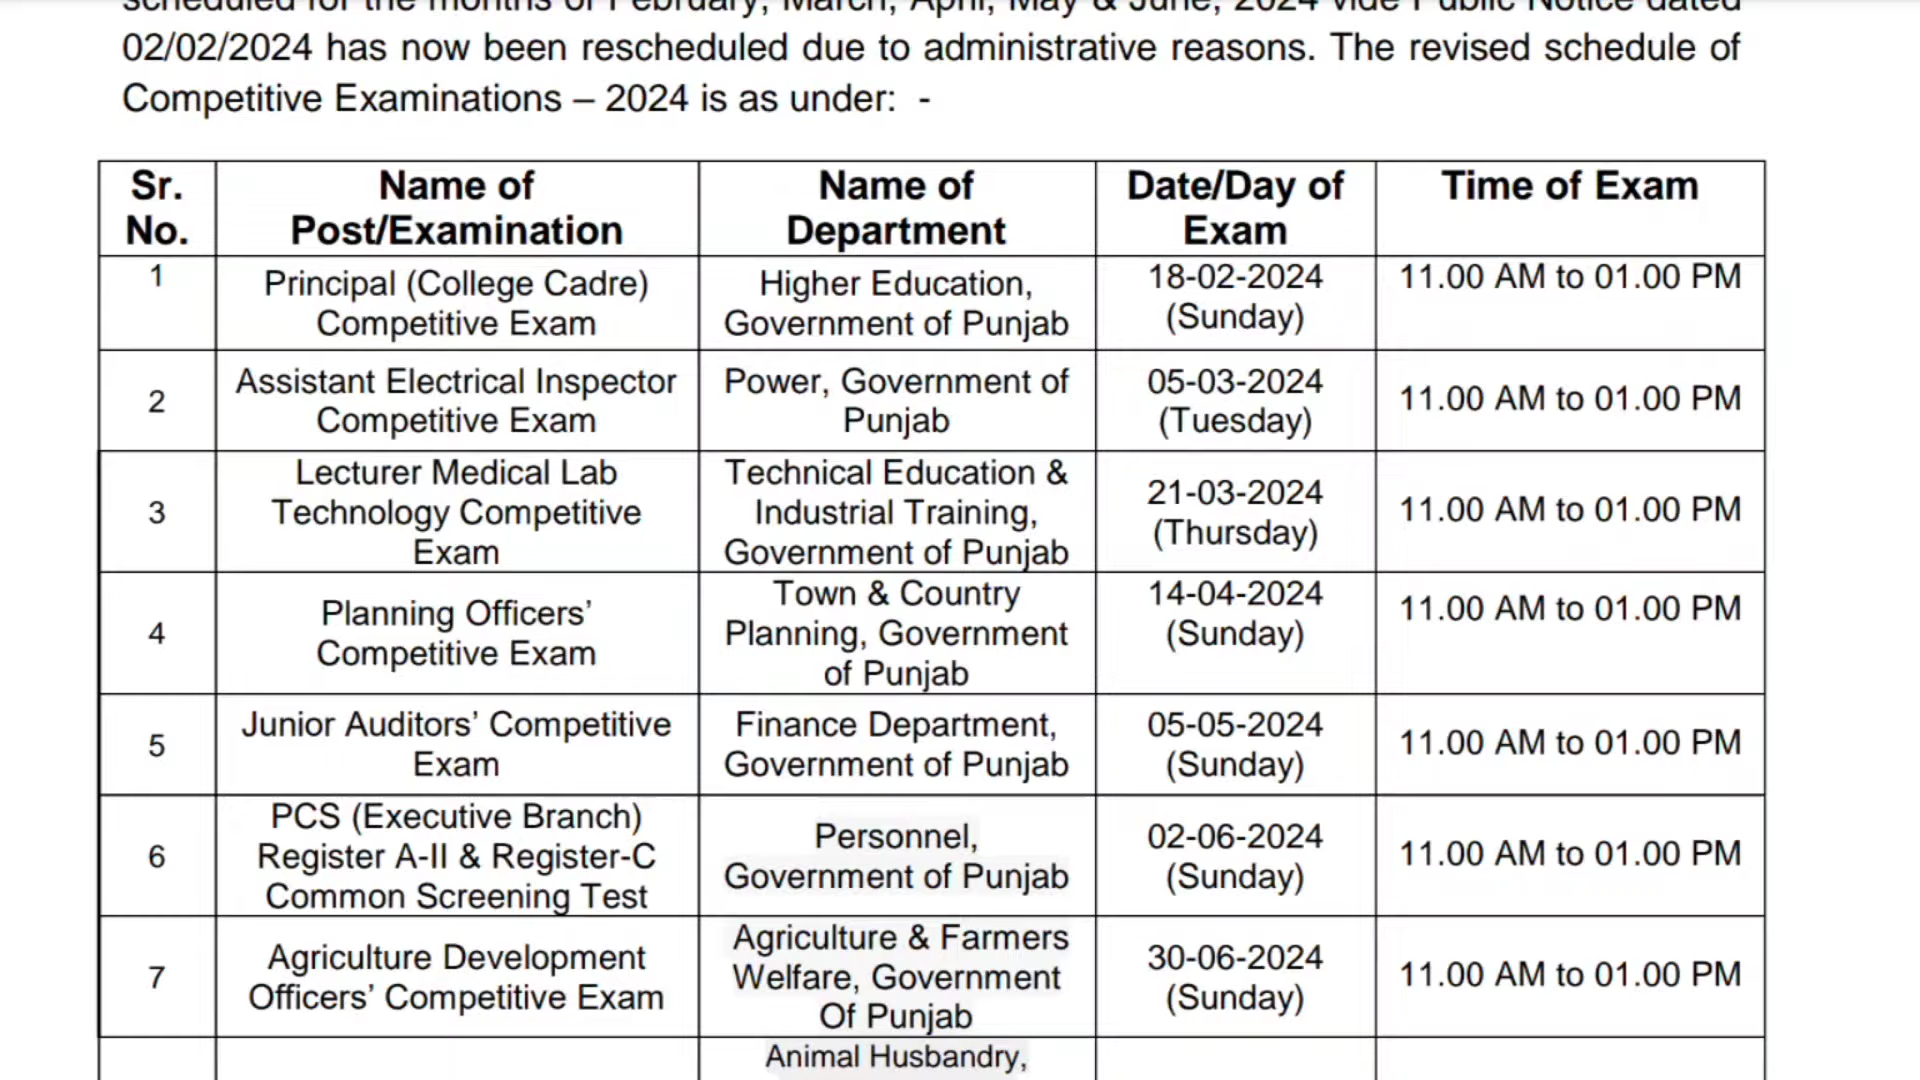 scheduled for the months of February, March, April, May & June, 2024 vide Public Notice dated
02/02/2024 has now been rescheduled due to administrative reasons. The revised schedule of
Competitive Examinations – 2024 is as under: -
Sr. No. Name of Post/Examination Name of Department Date/Day of Exam Time of Exam
1 Principal (College Cadre) Competitive Exam Higher Education, Government of Punjab 18-02-2024 (Sunday) 11.00 AM to 01.00 PM
2 Assistant Electrical Inspector Competitive Exam Power, Government of Punjab 05-03-2024 (Tuesday) 11.00 AM to 01.00 PM
3 Lecturer Medical Lab Technology Competitive Exam Technical Education & Industrial Training, Government of Punjab 21-03-2024 (Thursday) 11.00 AM to 01.00 PM
4 Planning Officers’ Competitive Exam Town & Country Planning, Government of Punjab 14-04-2024 (Sunday) 11.00 AM to 01.00 PM
5 Junior Auditors’ Competitive Exam Finance Department, Government of Punjab 05-05-2024 (Sunday) 11.00 AM to 01.00 PM
6 PCS (Executive Branch) Register A-II & Register-C Common Screening Test Personnel, Government of Punjab 02-06-2024 (Sunday) 11.00 AM to 01.00 PM
7 Agriculture Development Officers’ Competitive Exam Agriculture & Farmers Welfare, Government Of Punjab 30-06-2024 (Sunday) 11.00 AM to 01.00 PM
Animal Husbandry,